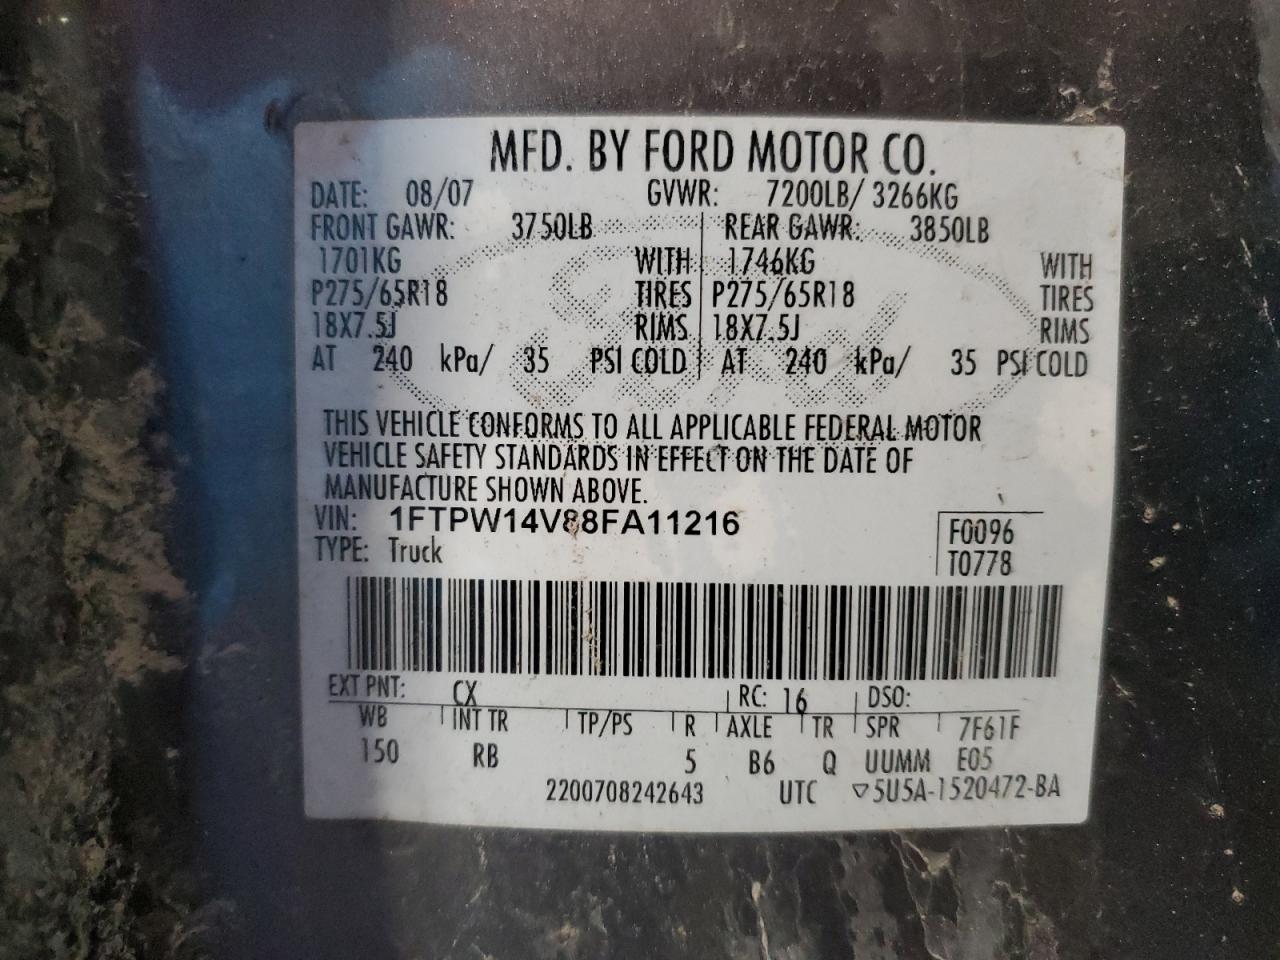 MFD. BY FORD MOTOR CO.
DATE: 08/07 GVWR: 7200LB/ 3266KG
FRONT GAWR: 3750LB REAR GAWR: 3850LB
1701KG WITH 1746KG WITH
P275/65R18 TIRES P275/65R18 TIRES
18X7.5J RIMS 18X7.5J RIMS
AT 240 kPa/ 35 PSI COLD AT 240 kPa/ 35 PSI COLD
THIS VEHICLE CONFORMS TO ALL APPLICABLE FEDERAL MOTOR
VEHICLE SAFETY STANDARDS IN EFFECT ON THE DATE OF
MANUFACTURE SHOWN ABOVE.
VIN: 1FTPW14V88FA11216 F0096
TYPE: Truck T0778
EXT PNT: CX RC: 16 DSO:
WB INT TR TP/PS R AXLE TR SPR 7F61F
150 RB 5 B6 Q UUMM E05
2200708242643 UTC ▽5U5A-1520472-BA